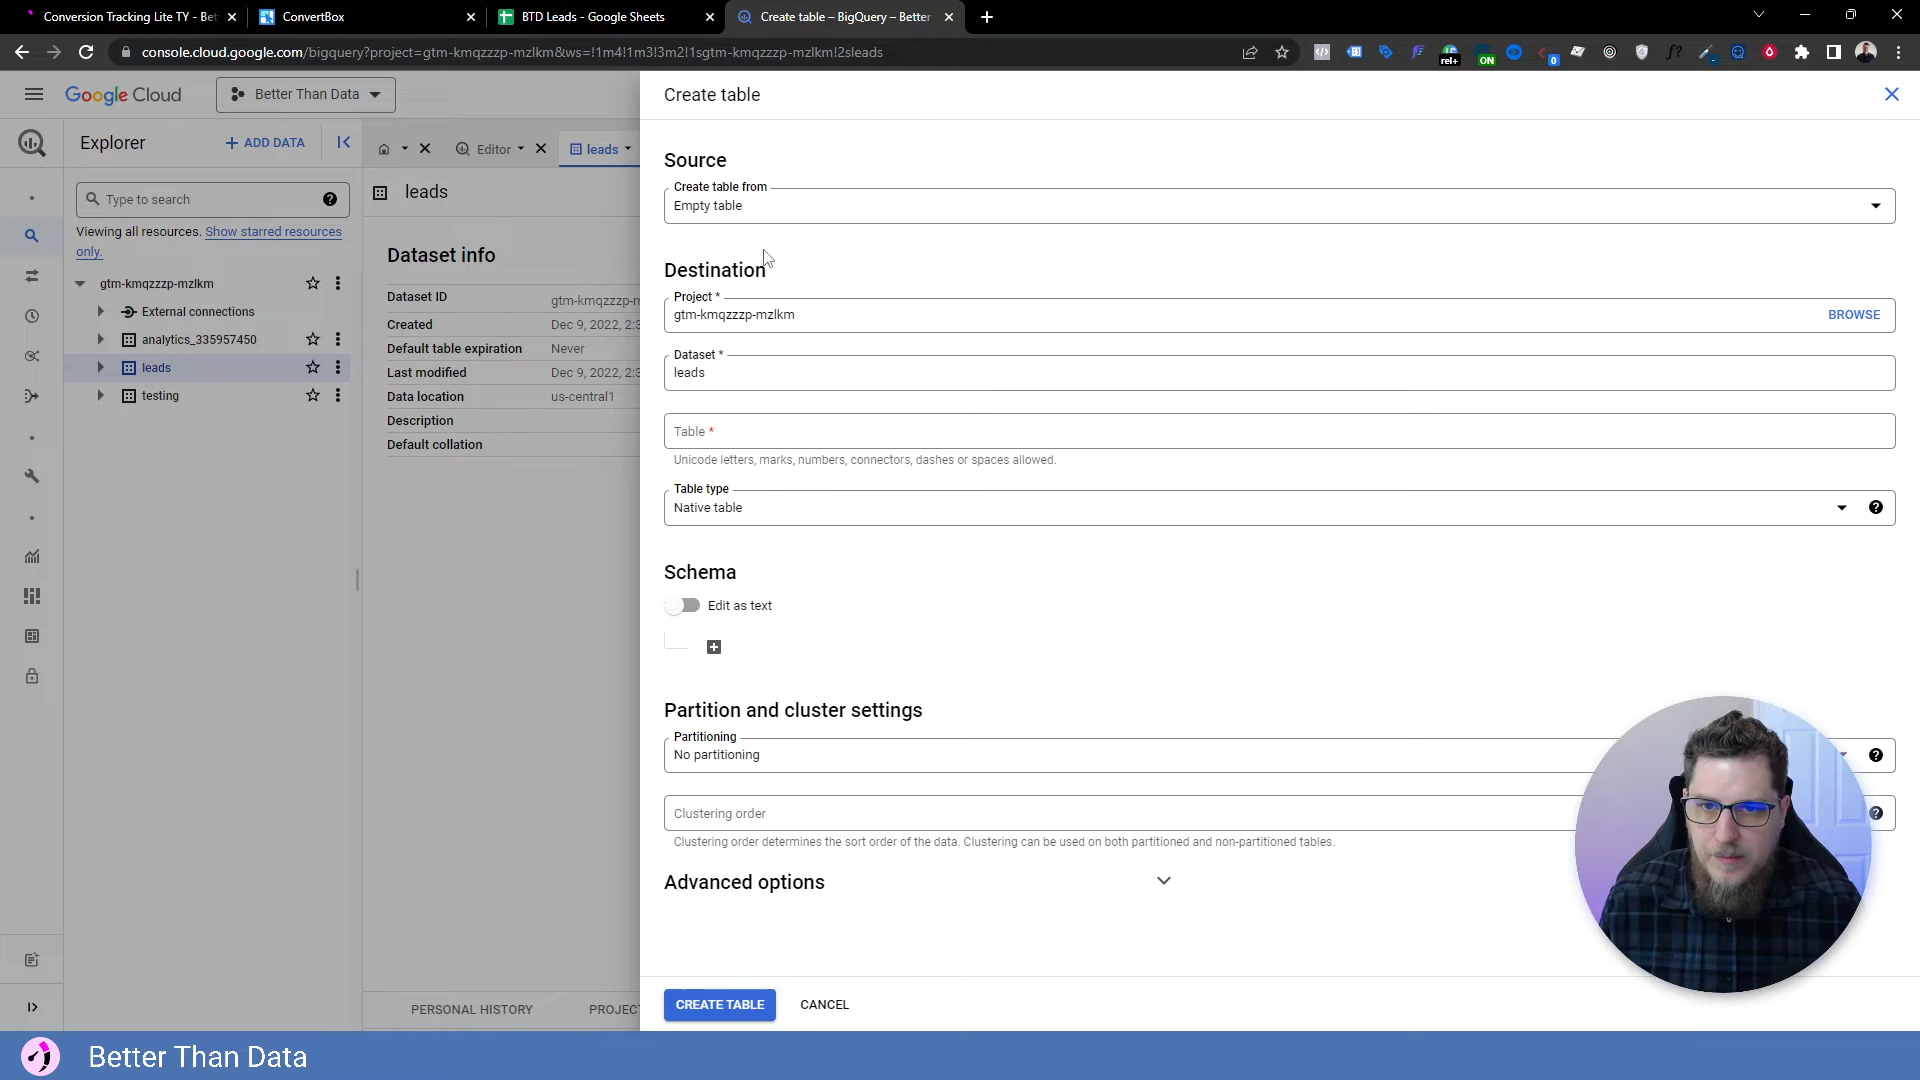 Conversion Tracking Lite TY - Bet
ConvertBox
BTD Leads - Google Sheets
Create table – BigQuery – Better
console.cloud.google.com/bigquery?project=gtm-kmqzzzp-mzlkm&ws=!1m4!1m3!3m2!1sgtm-kmqzzzp-mzlkm!2sleads
rel+
ON
0
f?
Google Cloud
Better Than Data
Create table
Explorer
+ ADD DATA
Editor
leads
Type to search
Viewing all resources. Show starred resources
only.
gtm-kmqzzzp-mzlkm
External connections
analytics_335957450
leads
testing
leads
Dataset info
Dataset ID gtm-kmqzzzp-m
Created Dec 9, 2022, 2:3
Default table expiration Never
Last modified Dec 9, 2022, 2:3
Data location us-central1
Description
Default collation
PERSONAL HISTORY
PROJEC
Source
Create table from
Empty table
Destination
Project *
gtm-kmqzzzp-mzlkm
BROWSE
Dataset *
leads
Table *
Unicode letters, marks, numbers, connectors, dashes or spaces allowed.
Table type
Native table
Schema
Edit as text
Partition and cluster settings
Partitioning
No partitioning
Clustering order
Clustering order determines the sort order of the data. Clustering can be used on both partitioned and non-partitioned tables.
Advanced options
CREATE TABLE
CANCEL
Better Than Data